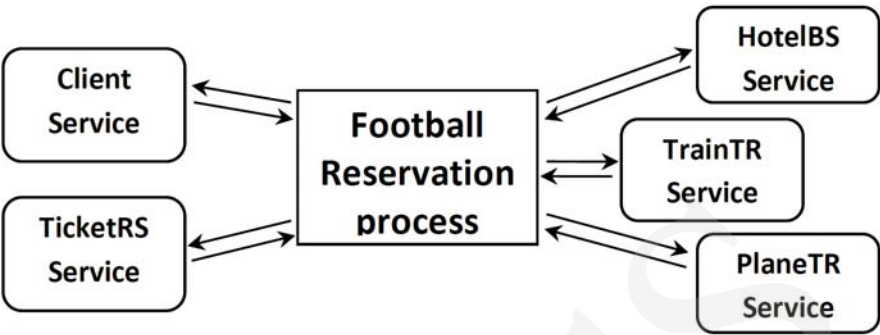 Client
Service
TicketRS
Service
Football
Reservation
process
HotelBS
Service
TrainTR
Service
PlaneTR
Service